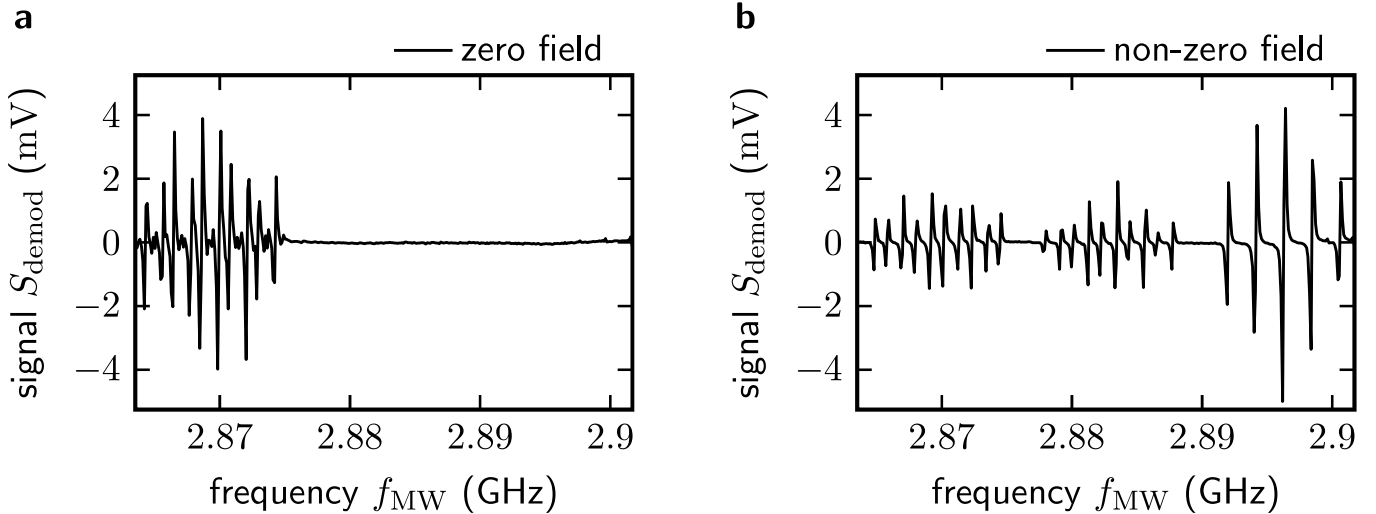 a
zero field
signal S_demod (mV)
4
2
0
−2
−4
2.87
2.88
2.89
2.9
frequency f_MW (GHz)
b
non-zero field
signal S_demod (mV)
4
2
0
−2
−4
2.87
2.88
2.89
2.9
frequency f_MW (GHz)